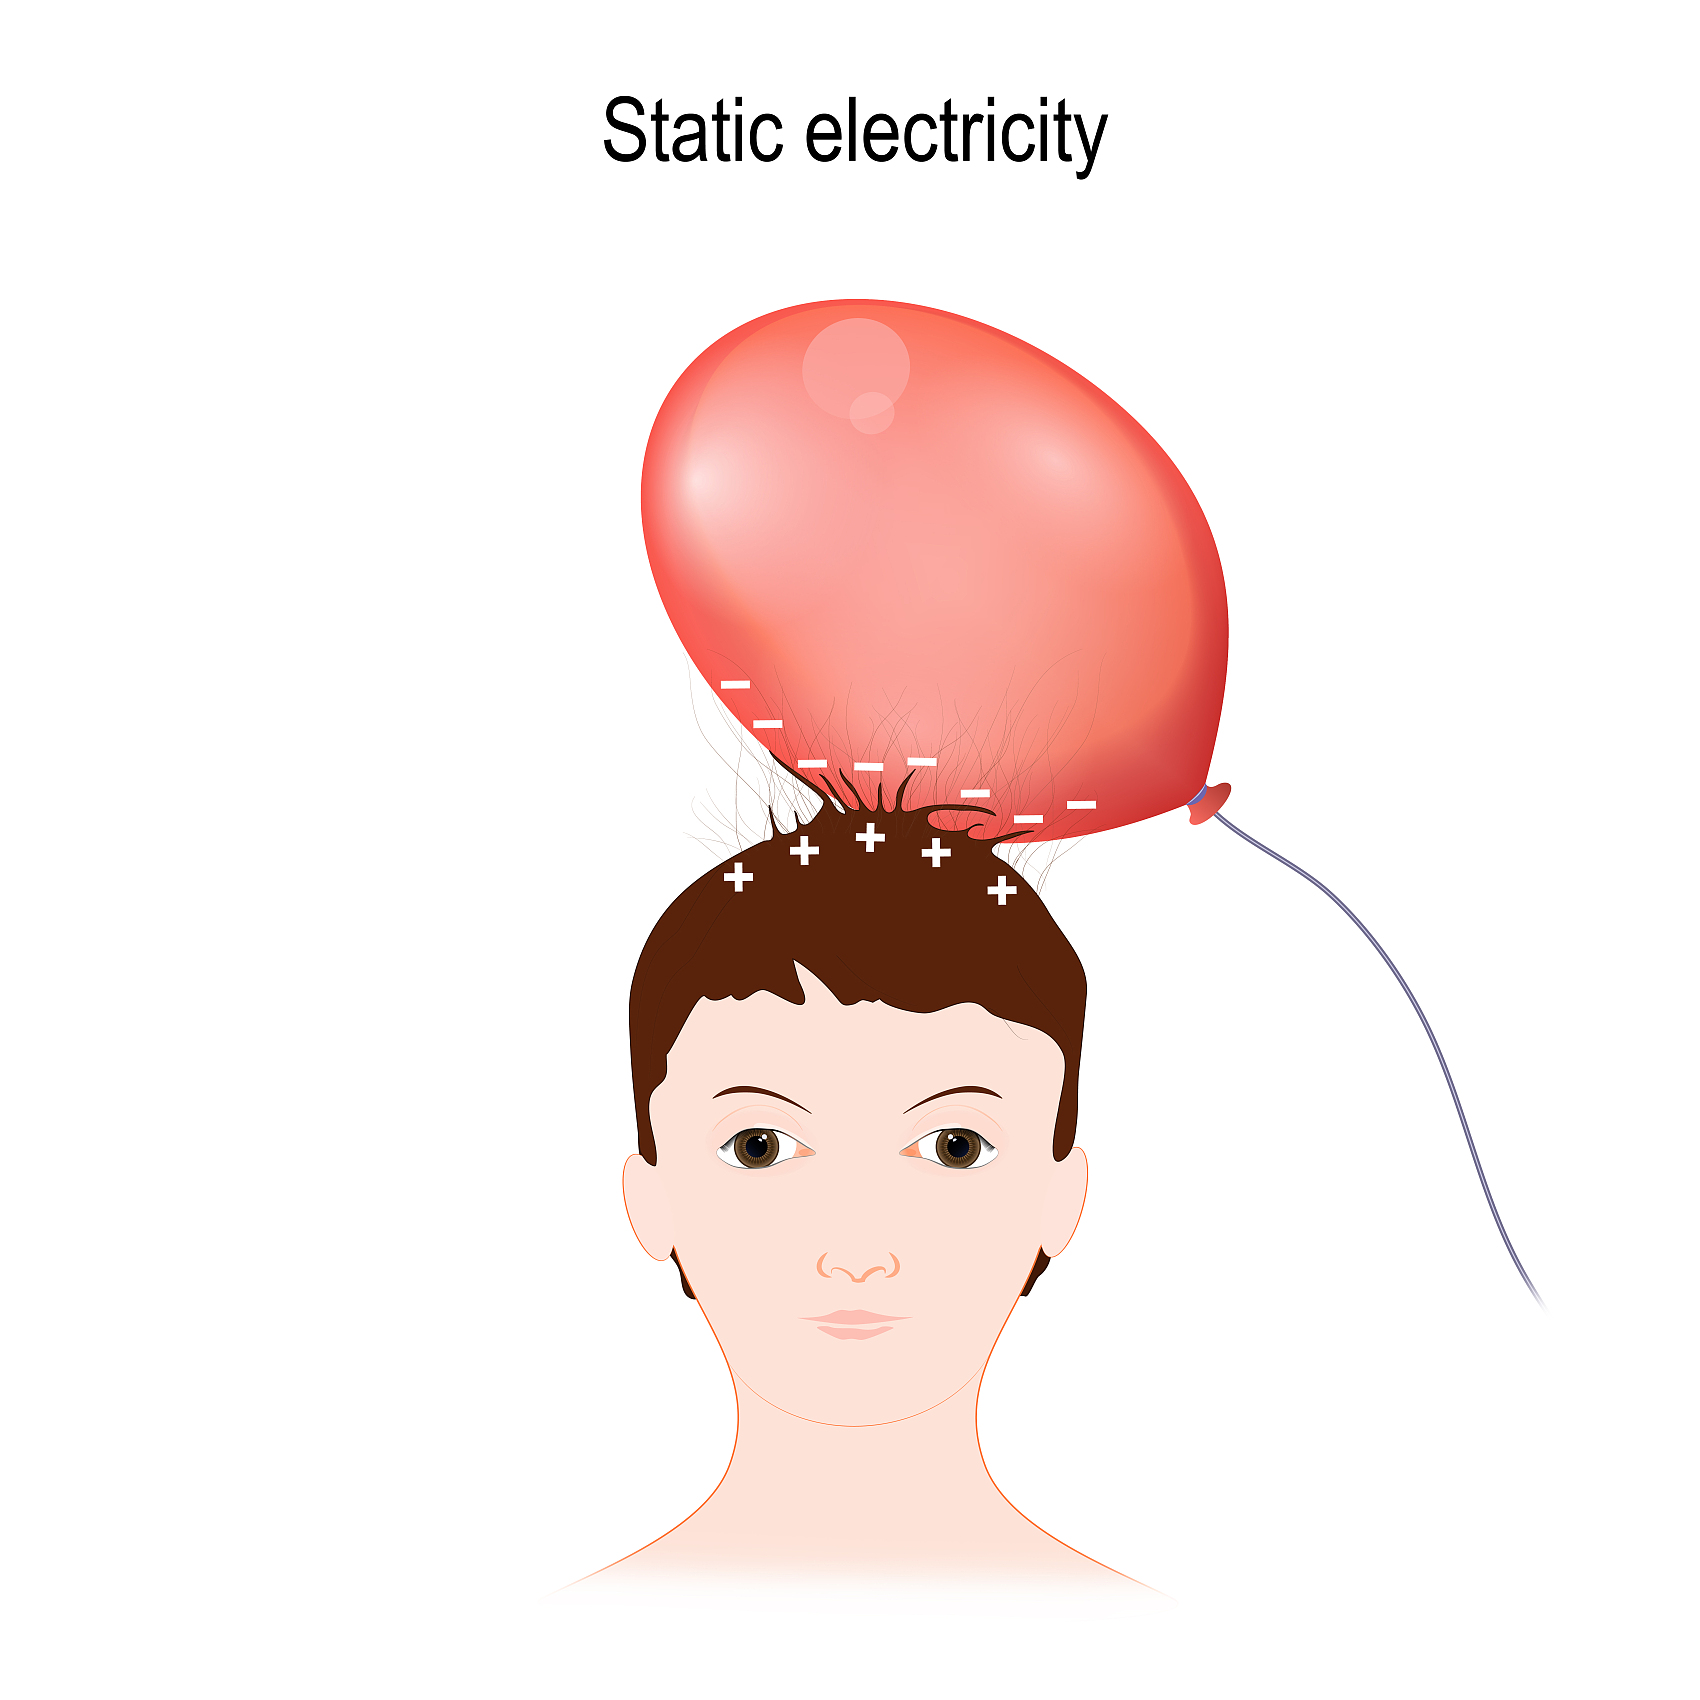 Static electricity
− − − − − − − −
+ + + + +